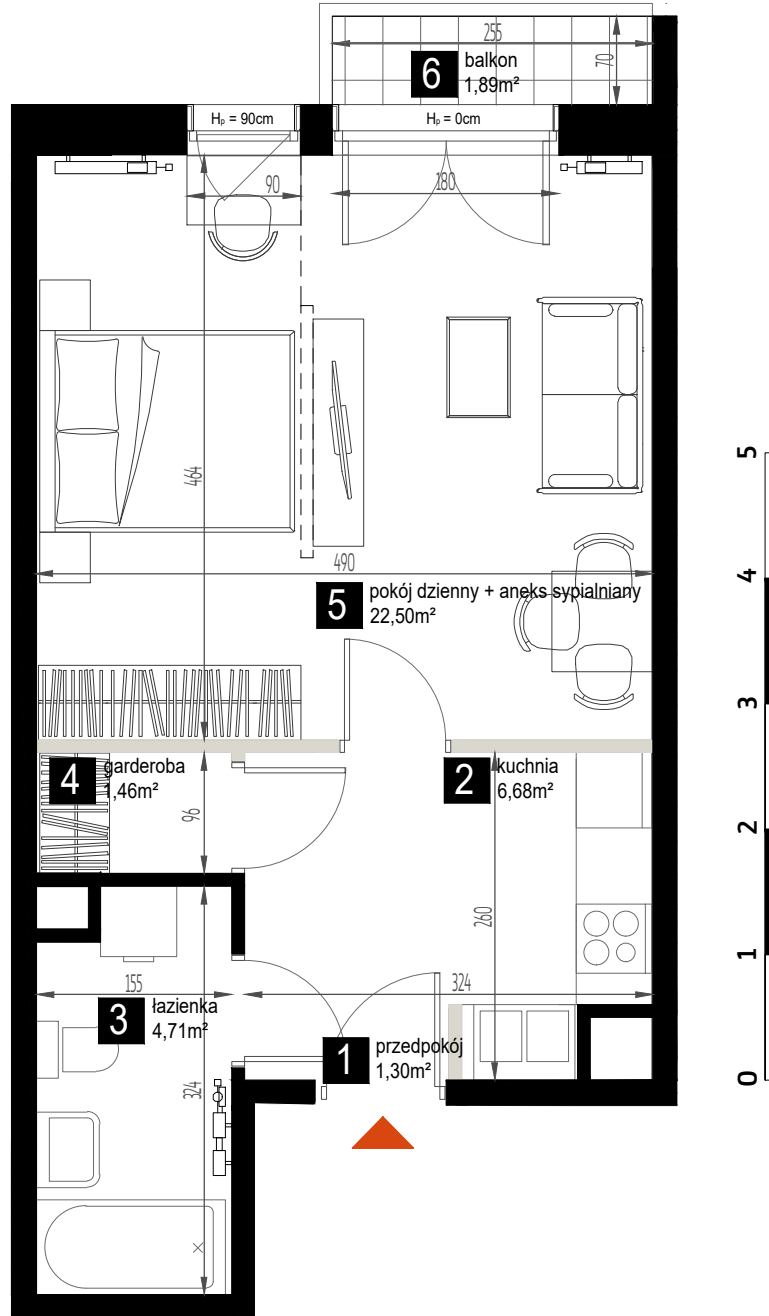 255
70
6 balkon
1,89m²
Hₚ = 90cm
Hₚ = 0cm
90
180
464
490
5 pokój dzienny + aneks sypialniany
22,50m²
4 garderoba
1,46m²
2 kuchnia
6,68m²
96
260
155
324
3 łazienka
4,71m²
1 przedpokój
1,30m²
324
5
4
3
2
1
0